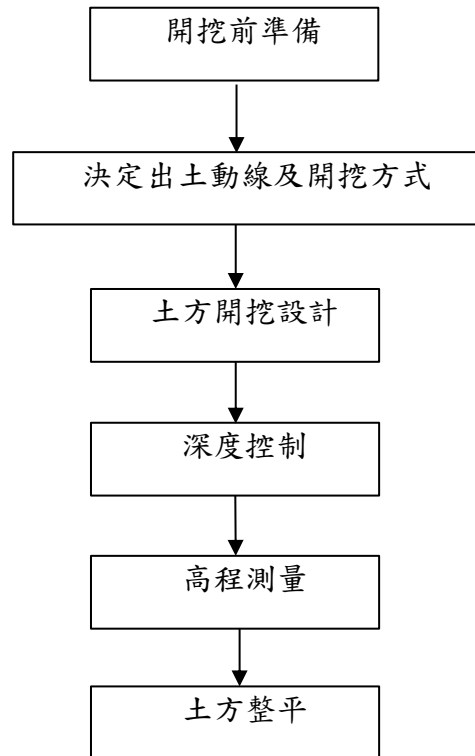 開挖前準備
決定出土動線及開挖方式
土方開挖設計
深度控制
高程測量
土方整平